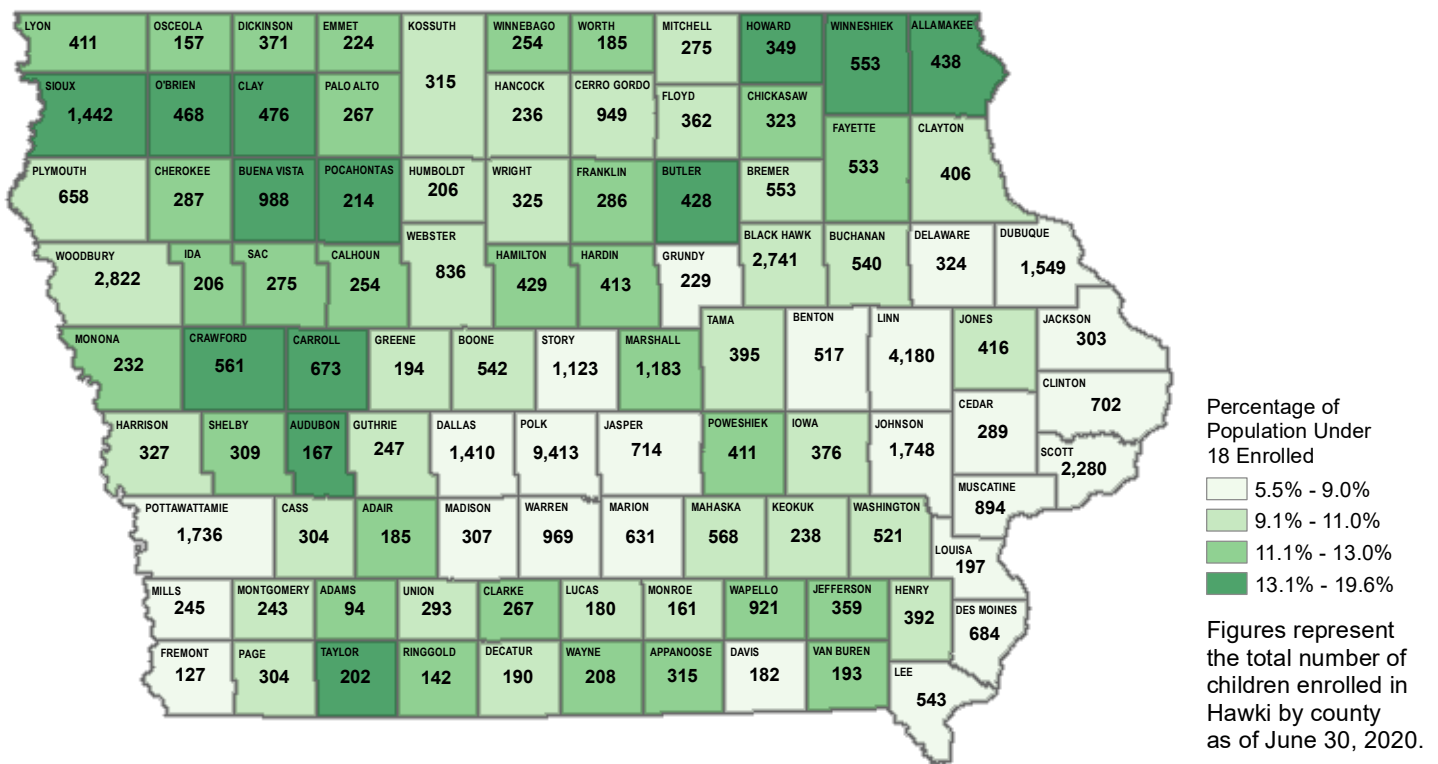 LYON
411
OSCEOLA
157
DICKINSON
371
EMMET
224
KOSSUTH
315
WINNEBAGO
254
WORTH
185
MITCHELL
275
HOWARD
349
WINNESHIEK
553
ALLAMAKEE
438
SIOUX
1,442
O'BRIEN
468
CLAY
476
PALO ALTO
267
HANCOCK
236
CERRO GORDO
949
FLOYD
362
CHICKASAW
323
FAYETTE
533
CLAYTON
406
PLYMOUTH
658
CHEROKEE
287
BUENA VISTA
988
POCAHONTAS
214
HUMBOLDT
206
WRIGHT
325
FRANKLIN
286
BUTLER
428
BREMER
553
WOODBURY
2,822
IDA
206
SAC
275
CALHOUN
254
WEBSTER
836
HAMILTON
429
HARDIN
413
GRUNDY
229
BLACK HAWK
2,741
BUCHANAN
540
DELAWARE
324
DUBUQUE
1,549
MONONA
232
CRAWFORD
561
CARROLL
673
GREENE
194
BOONE
542
STORY
1,123
MARSHALL
1,183
TAMA
395
BENTON
517
LINN
4,180
JONES
416
JACKSON
303
CLINTON
702
CEDAR
289
HARRISON
327
SHELBY
309
AUDUBON
167
GUTHRIE
247
DALLAS
1,410
POLK
9,413
JASPER
714
POWESHIEK
411
IOWA
376
JOHNSON
1,748
SCOTT
2,280
MUSCATINE
894
POTTAWATTAMIE
1,736
CASS
304
ADAIR
185
MADISON
307
WARREN
969
MARION
631
MAHASKA
568
KEOKUK
238
WASHINGTON
521
LOUISA
197
MILLS
245
MONTGOMERY
243
ADAMS
94
UNION
293
CLARKE
267
LUCAS
180
MONROE
161
WAPELLO
921
JEFFERSON
359
HENRY
392
DES MOINES
684
FREMONT
127
PAGE
304
TAYLOR
202
RINGGOLD
142
DECATUR
190
WAYNE
208
APPANOOSE
315
DAVIS
182
VAN BUREN
193
LEE
543
Percentage of
Population Under
18 Enrolled
5.5% - 9.0%
9.1% - 11.0%
11.1% - 13.0%
13.1% - 19.6%
Figures represent
the total number of
children enrolled in
Hawki by county
as of June 30, 2020.